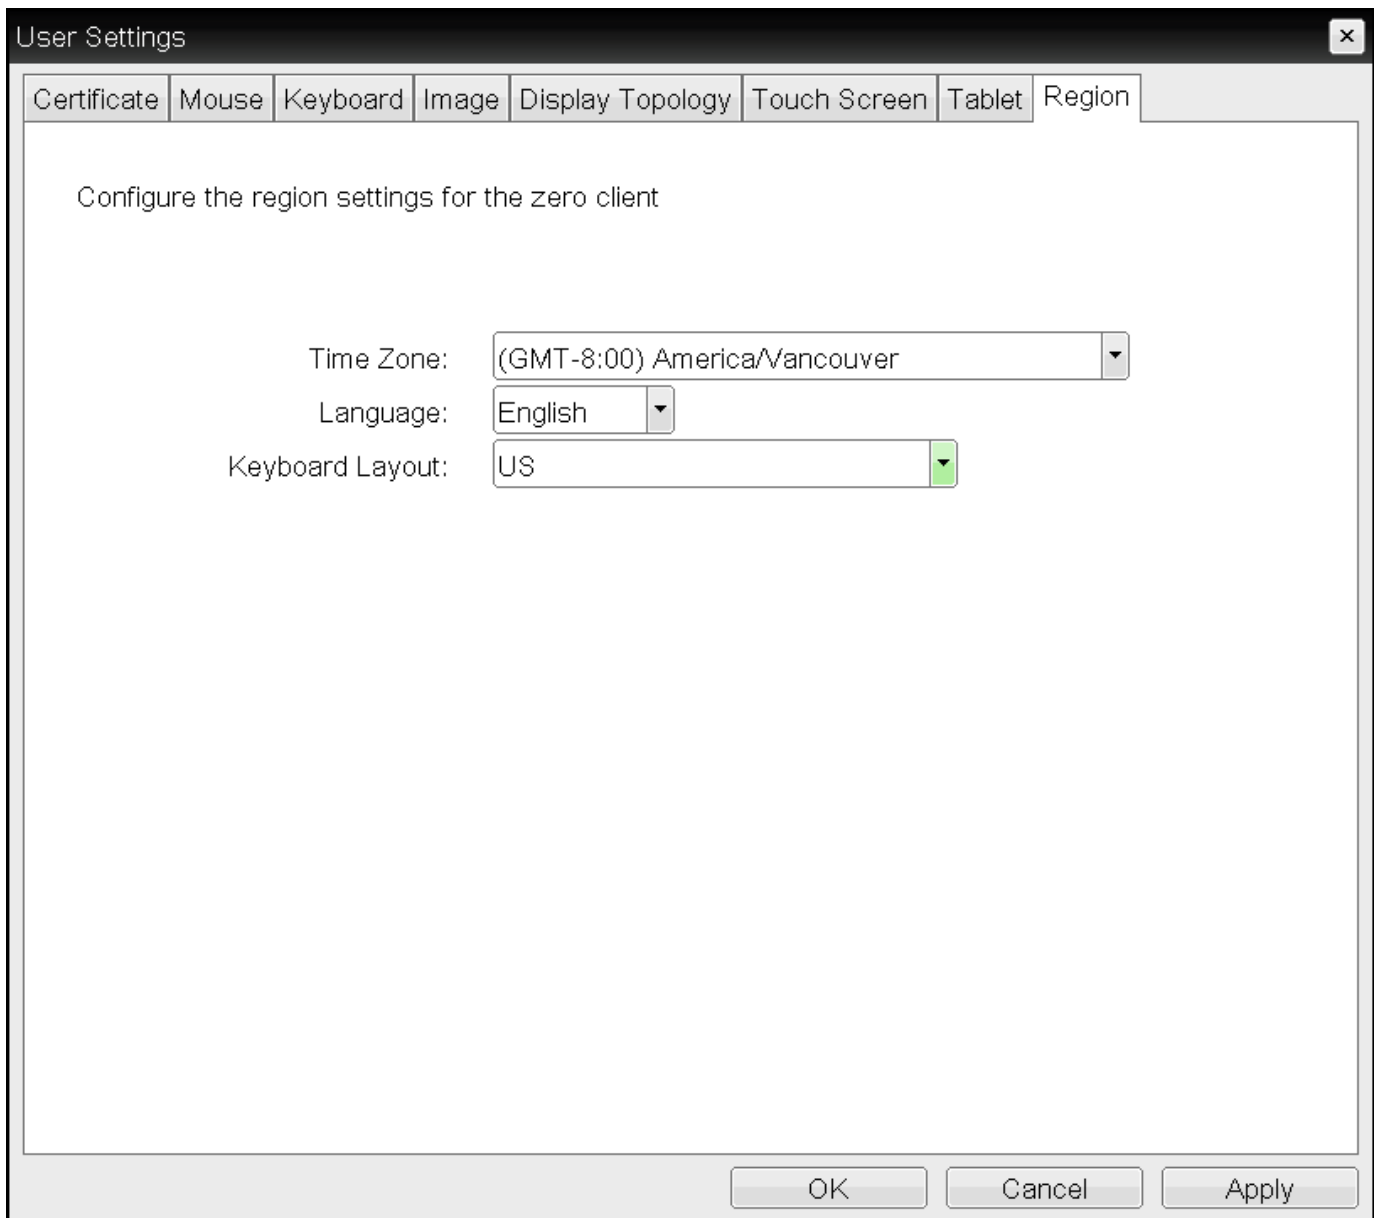 User Settings
Certificate Mouse Keyboard Image Display Topology Touch Screen Tablet Region
Configure the region settings for the zero client
Time Zone: (GMT-8:00) America/Vancouver
Language: English
Keyboard Layout: US
OK Cancel Apply